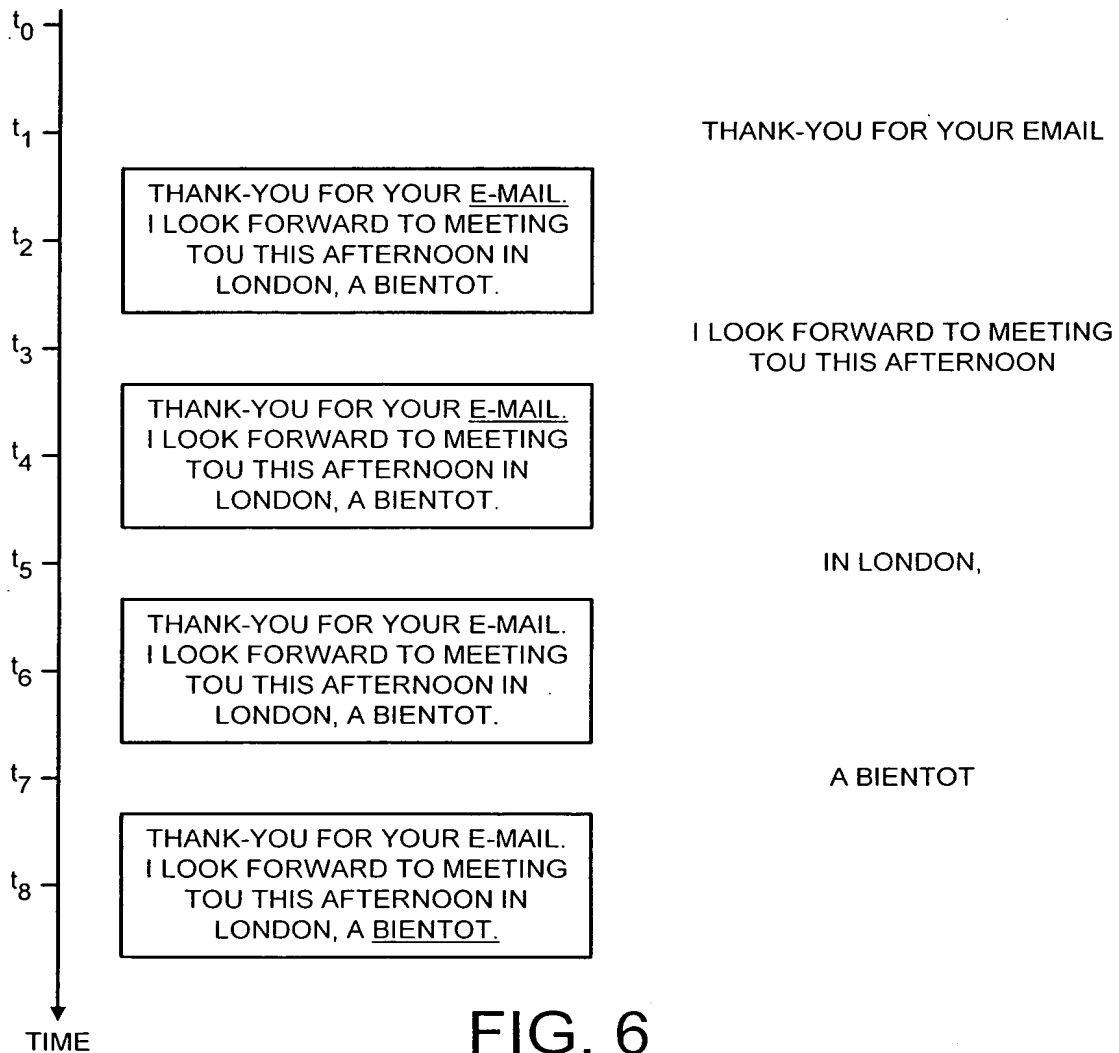 t0
t1
THANK-YOU FOR YOUR EMAIL
THANK-YOU FOR YOUR E-MAIL.
I LOOK FORWARD TO MEETING
TOU THIS AFTERNOON IN
LONDON, A BIENTOT.
t2
t3
I LOOK FORWARD TO MEETING
TOU THIS AFTERNOON
THANK-YOU FOR YOUR E-MAIL.
I LOOK FORWARD TO MEETING
TOU THIS AFTERNOON IN
LONDON, A BIENTOT.
t4
t5
IN LONDON,
THANK-YOU FOR YOUR E-MAIL.
I LOOK FORWARD TO MEETING
TOU THIS AFTERNOON IN
LONDON, A BIENTOT.
t6
t7
A BIENTOT
THANK-YOU FOR YOUR E-MAIL.
I LOOK FORWARD TO MEETING
TOU THIS AFTERNOON IN
LONDON, A BIENTOT.
t8
TIME
FIG. 6